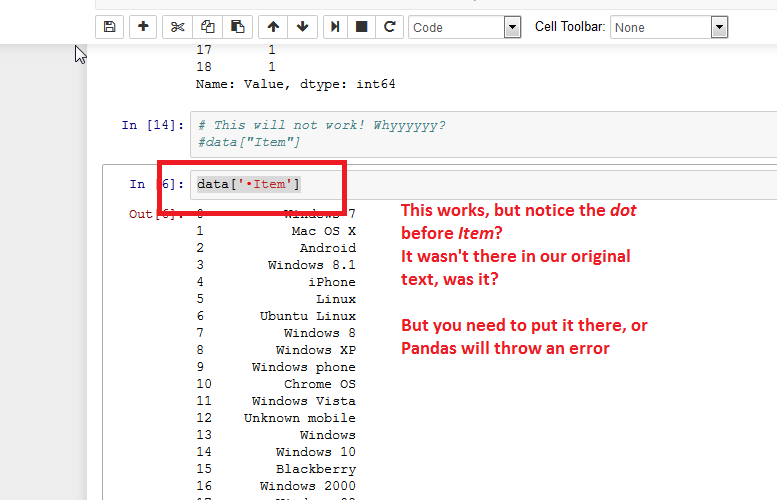 Code
Cell Toolbar:
None
17 1
18 1
Name: Value, dtype: int64
In [14]:
# This will not work! Whyyyyyy?
#data["Item"]
In [6]:
data['•Item']
Out[6]:
0 Windows 7
1 Mac OS X
2 Android
3 Windows 8.1
4 iPhone
5 Linux
6 Ubuntu Linux
7 Windows 8
8 Windows XP
9 Windows phone
10 Chrome OS
11 Windows Vista
12 Unknown mobile
13 Windows
14 Windows 10
15 Blackberry
16 Windows 2000
This works, but notice the dot
before Item?
It wasn't there in our original
text, was it?
But you need to put it there, or
Pandas will throw an error